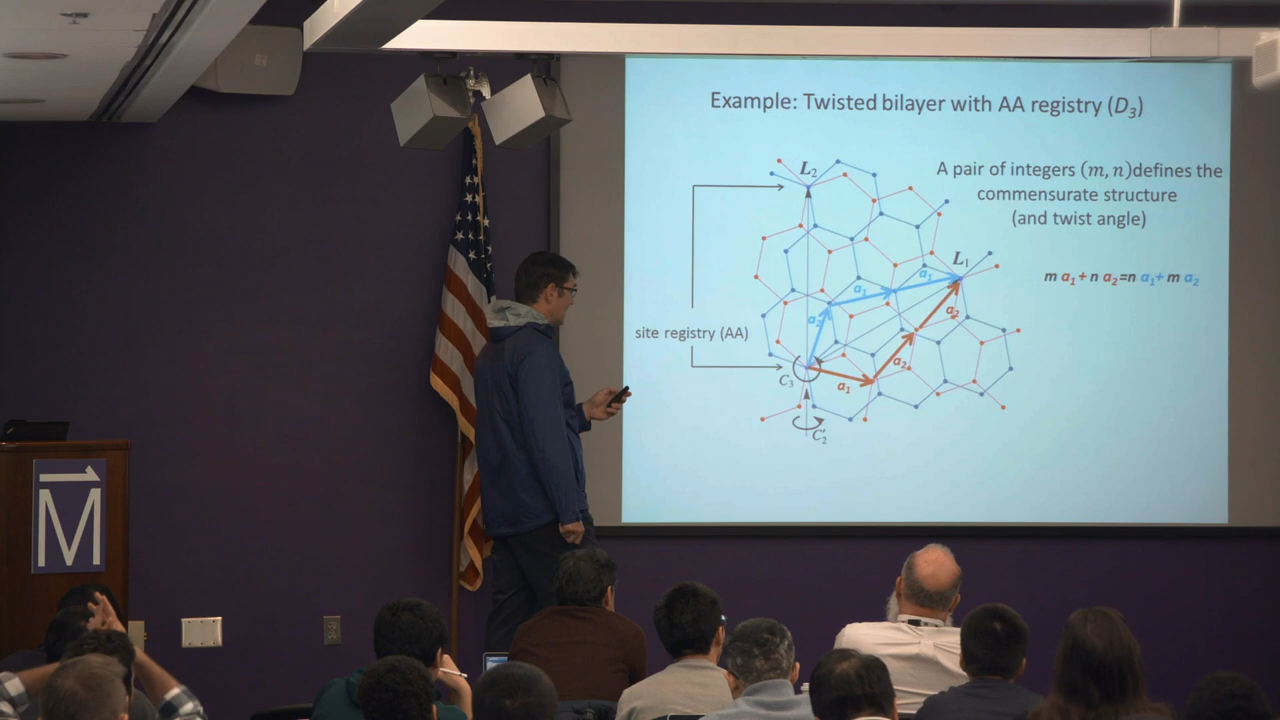 Example: Twisted bilayer with AA registry (D₃)
A pair of integers (m, n)defines the
commensurate structure
(and twist angle)
m a₁+n a₂=n a₁+m a₂
L₂
L₁
a₁
a₁
a₂
a₂
a₂
a₁
site registry (AA)
C₃
C₂′
M